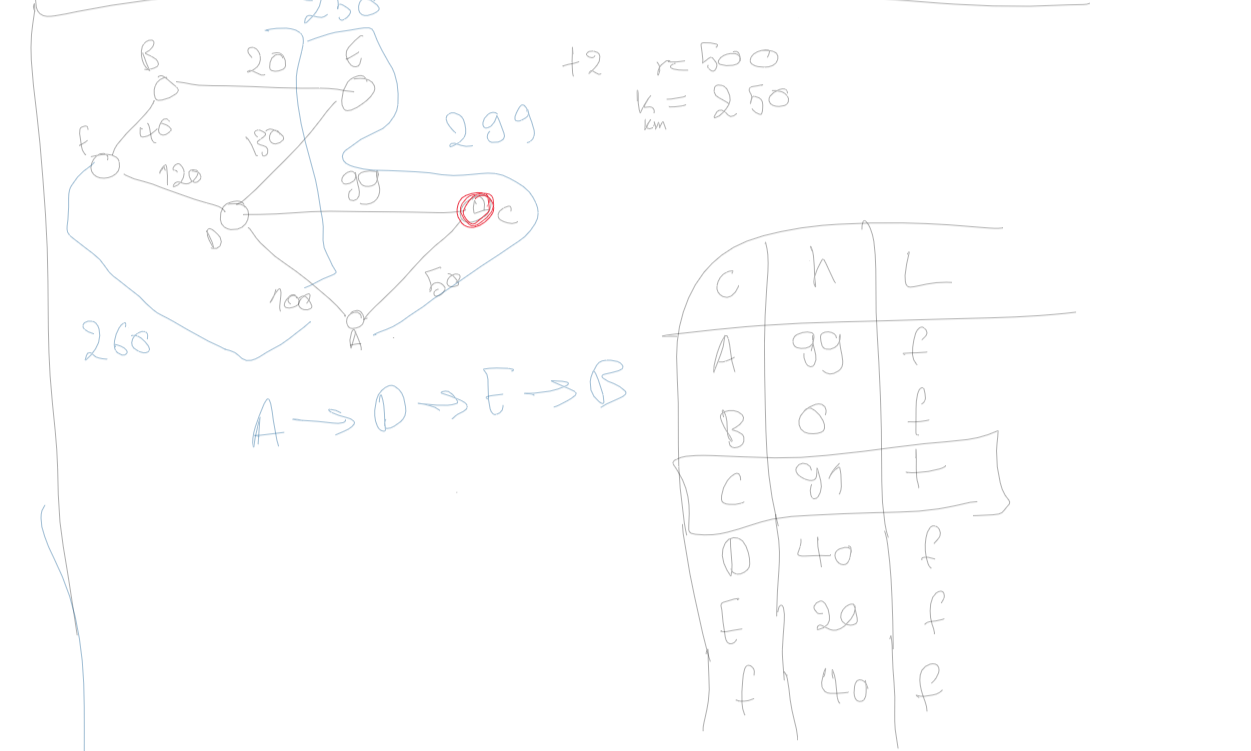 250
B 20 E
+2 r= 500
k = 250
km
299
F 40 130
120 99
D C
100 50
A
260
A → D → E → B
C h L
A 99 f
B 0 f
C 91 t
D 40 f
E 20 f
f 40 f